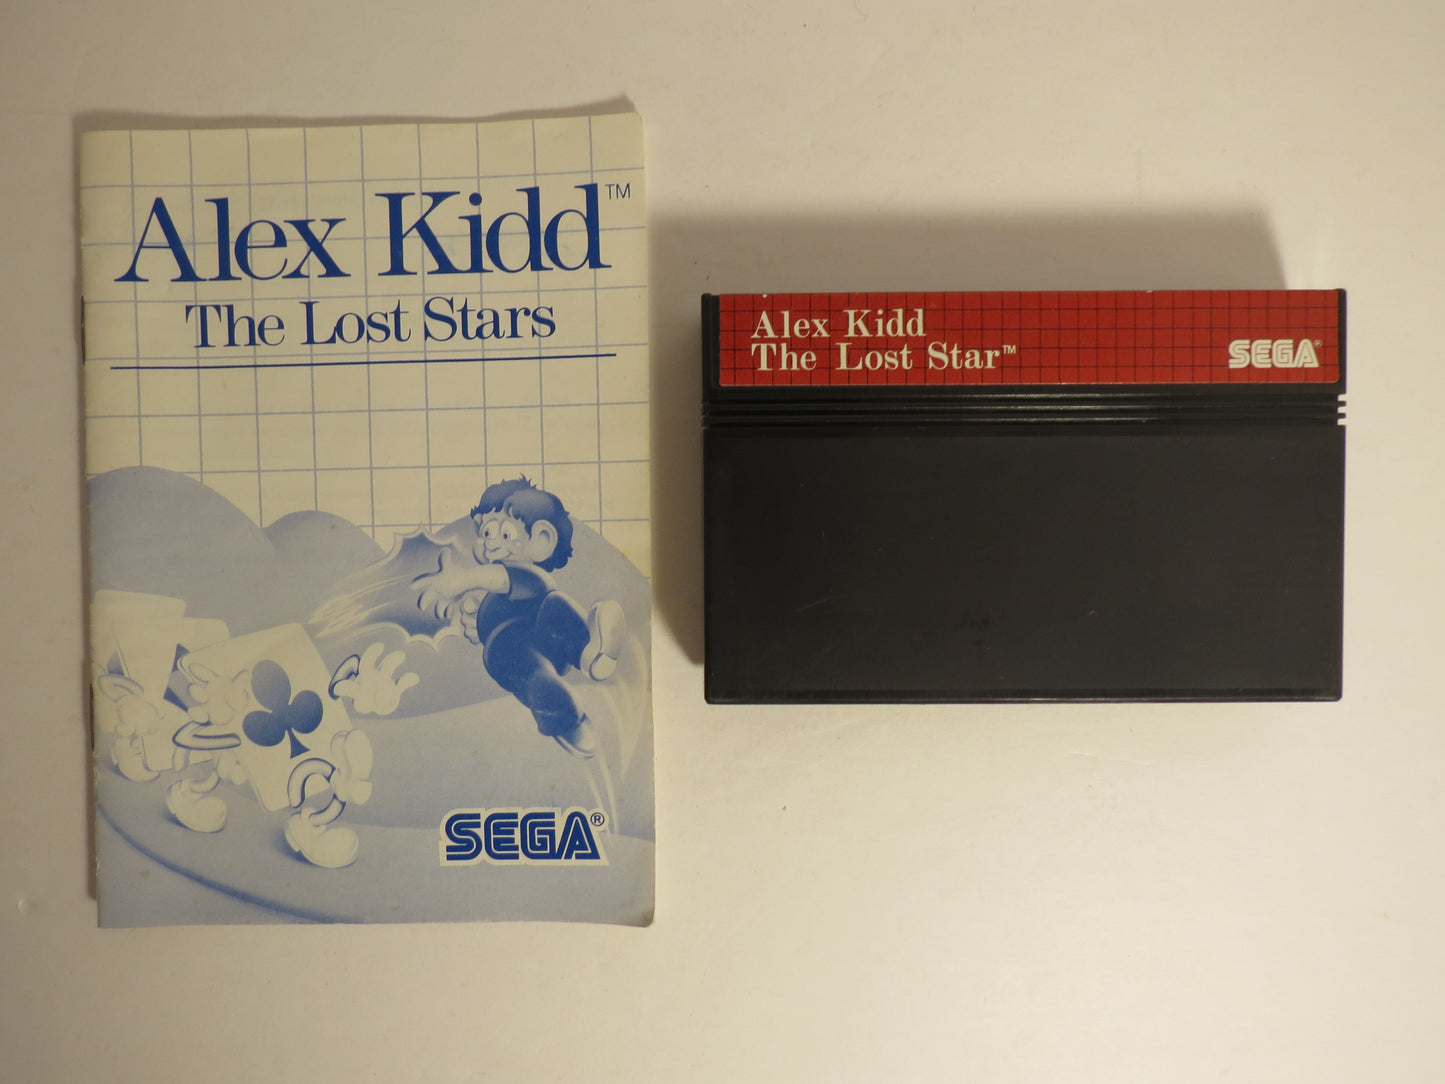 Alex Kidd™
The Lost Stars
SEGA®
Alex Kidd
The Lost Star™
SEGA®